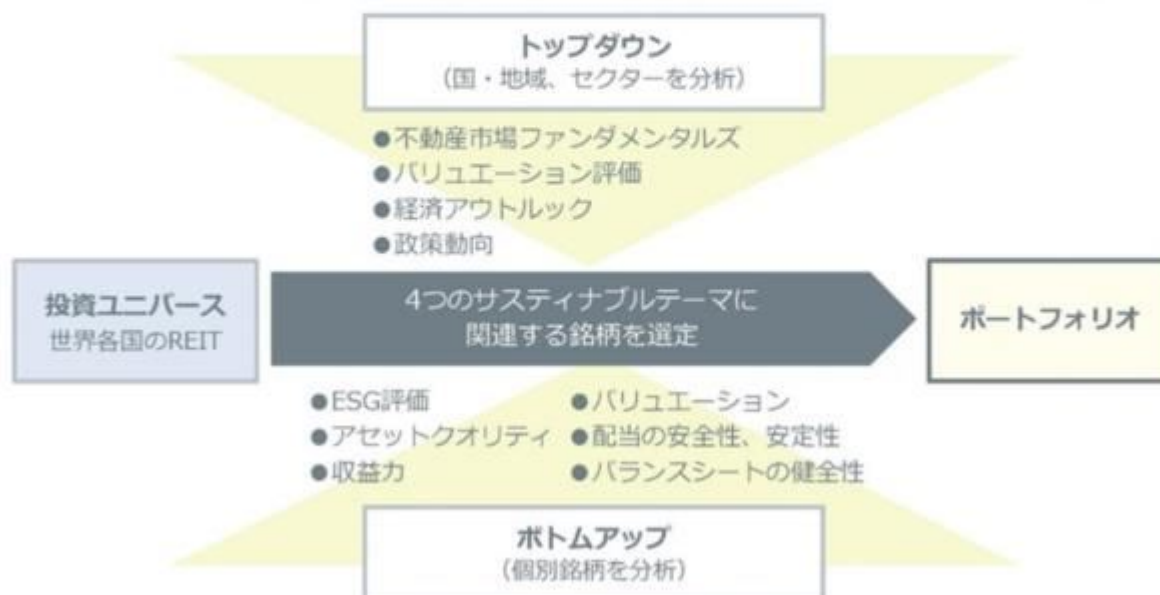 トップダウン
（国・地域、セクターを分析）
●不動産市場ファンダメンタルズ
●バリュエーション評価
●経済アウトルック
●政策動向
投資ユニバース
世界各国のREIT
4つのサスティナブルテーマに
関連する銘柄を選定
ポートフォリオ
●ESG評価
●バリュエーション
●アセットクオリティ
●配当の安全性、安定性
●収益力
●バランスシートの健全性
ボトムアップ
（個別銘柄を分析）